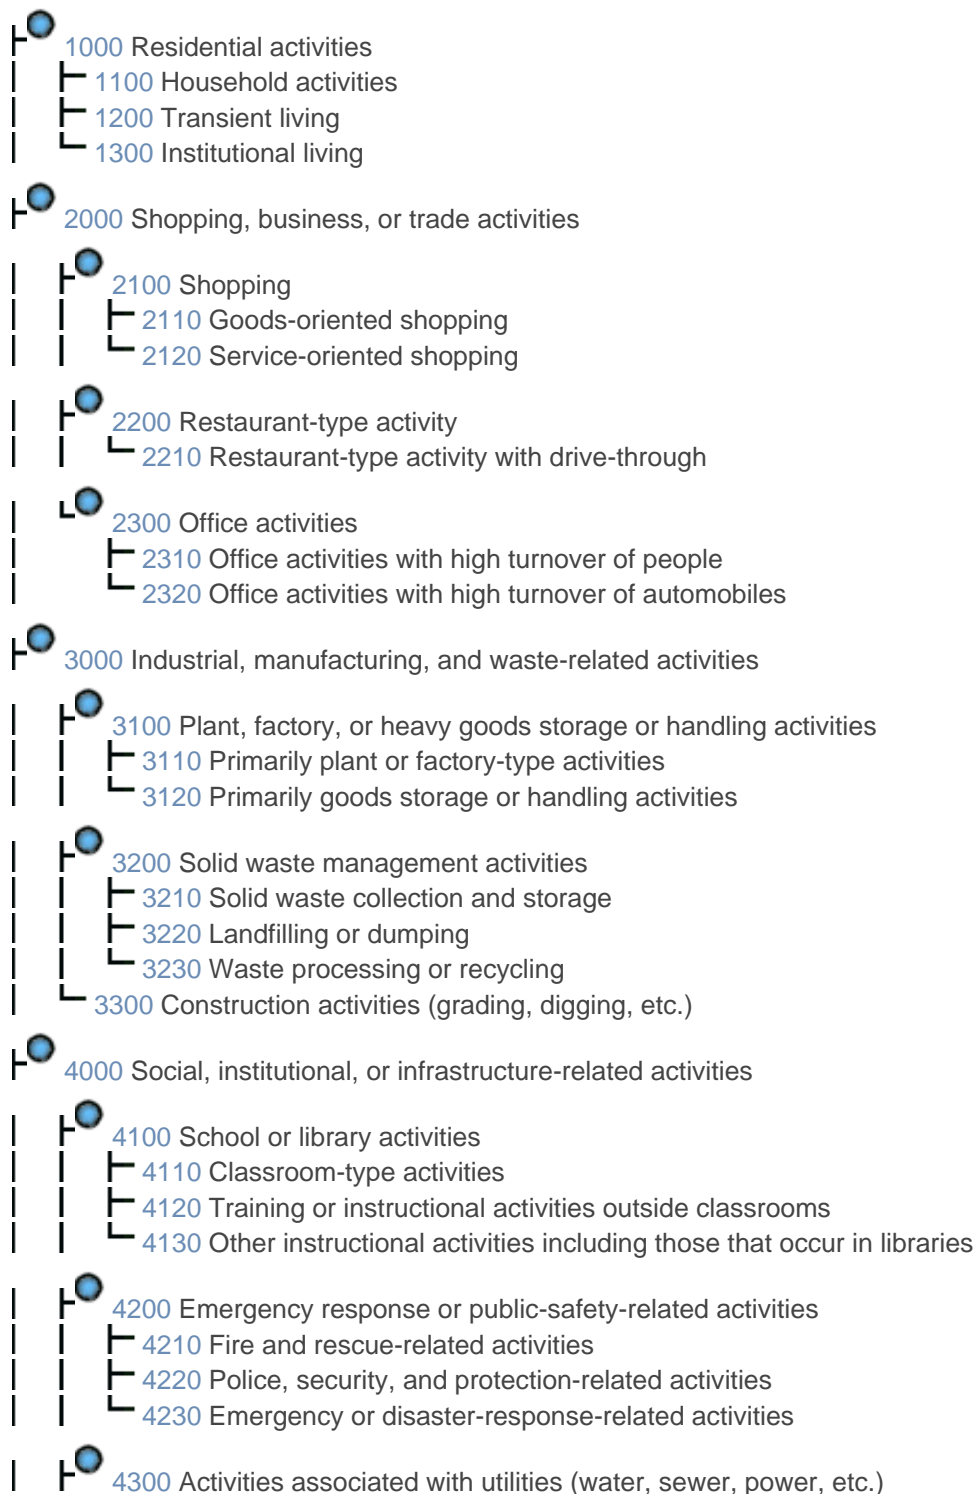 1000 Residential activities
1100 Household activities
1200 Transient living
1300 Institutional living
2000 Shopping, business, or trade activities
2100 Shopping
2110 Goods-oriented shopping
2120 Service-oriented shopping
2200 Restaurant-type activity
2210 Restaurant-type activity with drive-through
2300 Office activities
2310 Office activities with high turnover of people
2320 Office activities with high turnover of automobiles
3000 Industrial, manufacturing, and waste-related activities
3100 Plant, factory, or heavy goods storage or handling activities
3110 Primarily plant or factory-type activities
3120 Primarily goods storage or handling activities
3200 Solid waste management activities
3210 Solid waste collection and storage
3220 Landfilling or dumping
3230 Waste processing or recycling
3300 Construction activities (grading, digging, etc.)
4000 Social, institutional, or infrastructure-related activities
4100 School or library activities
4110 Classroom-type activities
4120 Training or instructional activities outside classrooms
4130 Other instructional activities including those that occur in libraries
4200 Emergency response or public-safety-related activities
4210 Fire and rescue-related activities
4220 Police, security, and protection-related activities
4230 Emergency or disaster-response-related activities
4300 Activities associated with utilities (water, sewer, power, etc.)